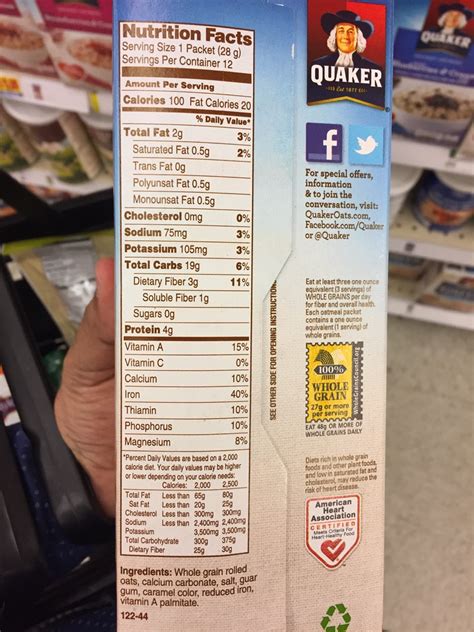 Nutrition Facts
Serving Size 1 Packet (28 g)
Servings Per Container 12
Amount Per Serving
Calories 100 Fat Calories 20
% Daily Value*
Total Fat 2g 3%
Saturated Fat 0.5g 2%
Trans Fat 0g
Polyunsat Fat 0.5g
Monounsat Fat 0.5g
Cholesterol 0mg 0%
Sodium 75mg 3%
Potassium 105mg 3%
Total Carbs 19g 6%
Dietary Fiber 3g 11%
Soluble Fiber 1g
Sugars 0g
Protein 4g
Vitamin A 15%
Vitamin C 0%
Calcium 10%
Iron 40%
Thiamin 10%
Phosphorus 10%
Magnesium 8%
*Percent Daily Values are based on a 2,000
calorie diet. Your daily values may be higher
or lower depending on your calorie needs:
Calories: 2,000 2,500
Total Fat Less than 65g 80g
Sat Fat Less than 20g 25g
Cholesterol Less than 300mg 300mg
Sodium Less than 2,400mg 2,400mg
Potassium 3,500mg 3,500mg
Total Carbohydrate 300g 375g
Dietary Fiber 25g 30g
Ingredients: Whole grain rolled
oats, calcium carbonate, salt, guar
gum, caramel color, reduced iron,
vitamin A palmitate.
122-44
SEE OTHER SIDE FOR OPENING INSTRUCTION
QUAKER
Est 1877
f
For special offers,
information
& to join the
conversation, visit:
QuakerOats.com,
Facebook.com/Quaker
or @Quaker
Eat at least three one ounce
equivalent (3 servings) of
WHOLE GRAINS per day
for fiber and overall health.
Each oatmeal packet
contains a one ounce
equivalent (1 serving) of
whole grains.
100%
WHOLE
GRAIN
27g or more
per serving
WholeGrainsCouncil.org
EAT 48g OR MORE OF
WHOLE GRAINS DAILY
Diets rich in whole grain
foods and other plant foods,
and low in saturated fat and
cholesterol, may reduce the
risk of heart disease.
American
Heart
Association
CERTIFIED
Meets Criteria For
Heart-Healthy Food
QUAKER